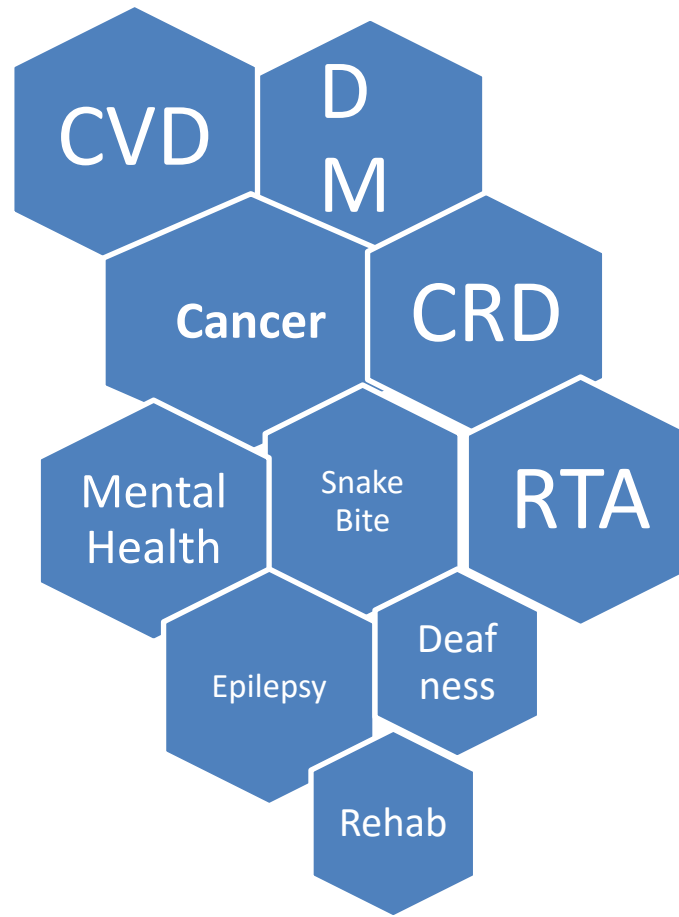 CVD
D
M
Cancer
CRD
Mental
Health
Snake
Bite
RTA
Epilepsy
Deaf
ness
Rehab